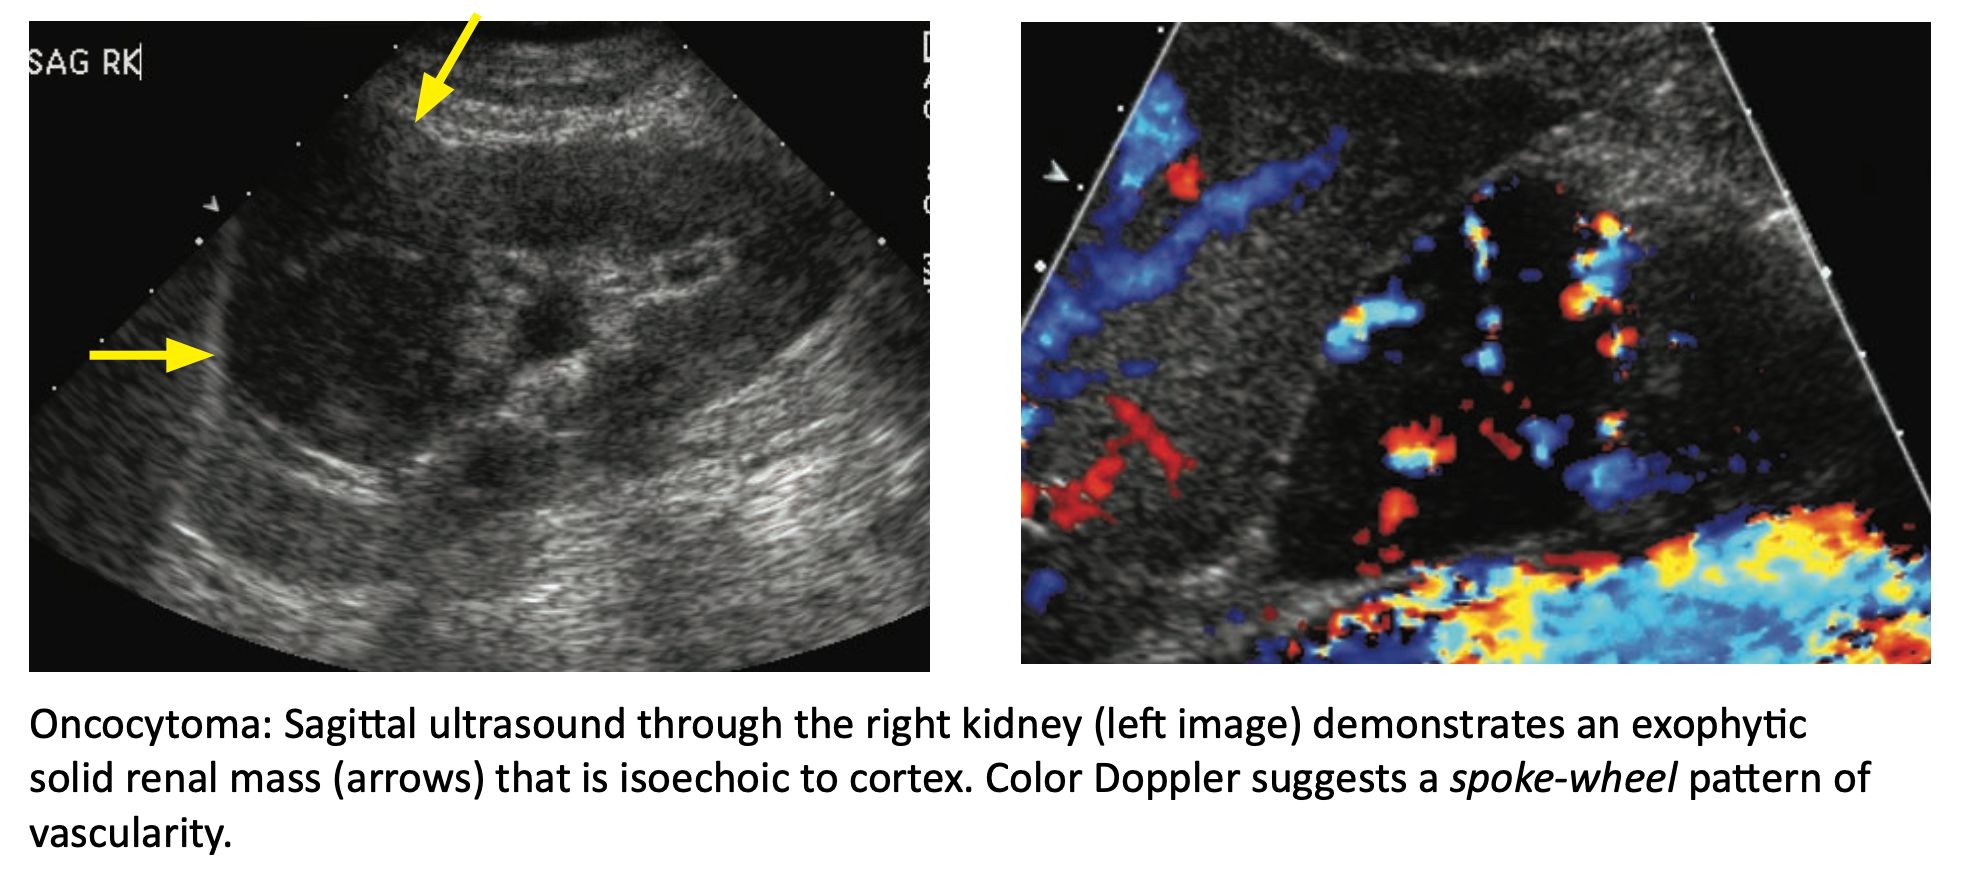 SAG RK
Oncocytoma: Sagittal ultrasound through the right kidney (left image) demonstrates an exophytic
solid renal mass (arrows) that is isoechoic to cortex. Color Doppler suggests a spoke-wheel pattern of
vascularity.